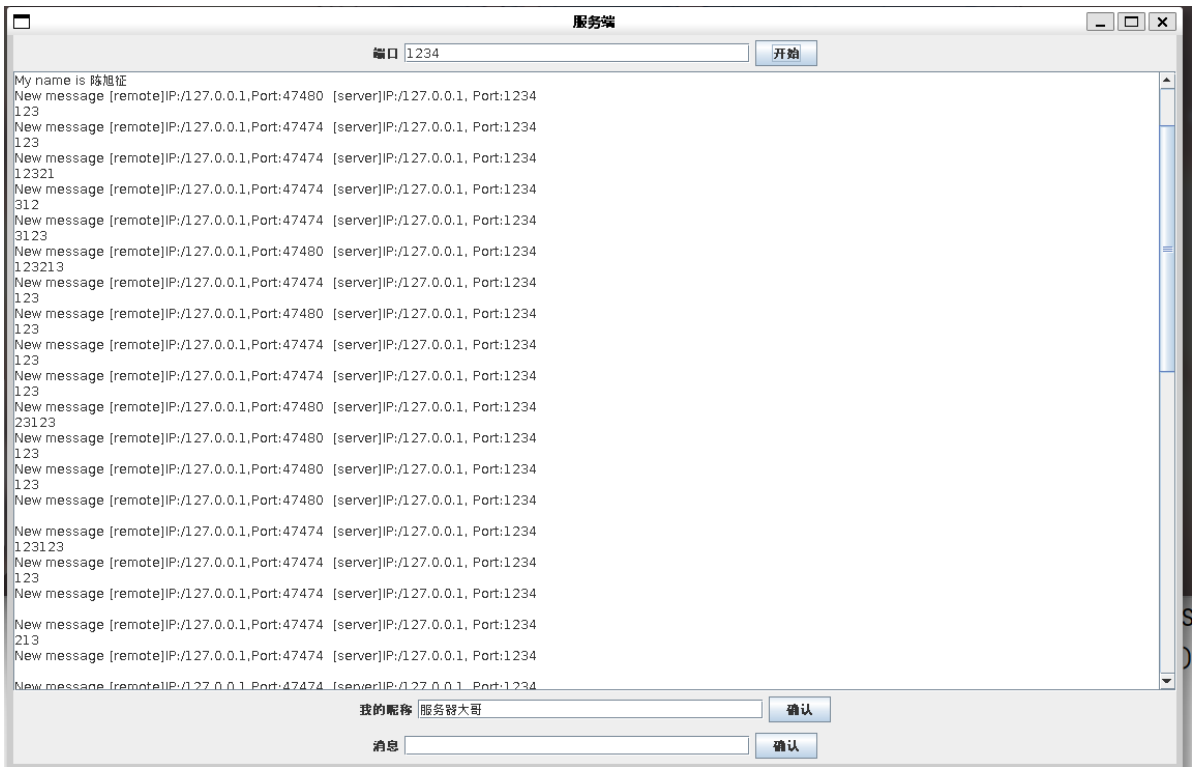 服务端
端口 1234 开始
My name is 陈旭征
New message [remote]IP:/127.0.0.1,Port:47480  [server]IP:/127.0.0.1, Port:1234
123
New message [remote]IP:/127.0.0.1,Port:47474  [server]IP:/127.0.0.1, Port:1234
123
New message [remote]IP:/127.0.0.1,Port:47474  [server]IP:/127.0.0.1, Port:1234
12321
New message [remote]IP:/127.0.0.1,Port:47474  [server]IP:/127.0.0.1, Port:1234
312
New message [remote]IP:/127.0.0.1,Port:47474  [server]IP:/127.0.0.1, Port:1234
3123
New message [remote]IP:/127.0.0.1,Port:47480  [server]IP:/127.0.0.1, Port:1234
123213
New message [remote]IP:/127.0.0.1,Port:47474  [server]IP:/127.0.0.1, Port:1234
123
New message [remote]IP:/127.0.0.1,Port:47480  [server]IP:/127.0.0.1, Port:1234
123
New message [remote]IP:/127.0.0.1,Port:47474  [server]IP:/127.0.0.1, Port:1234
123
New message [remote]IP:/127.0.0.1,Port:47474  [server]IP:/127.0.0.1, Port:1234
123
New message [remote]IP:/127.0.0.1,Port:47480  [server]IP:/127.0.0.1, Port:1234
23123
New message [remote]IP:/127.0.0.1,Port:47480  [server]IP:/127.0.0.1, Port:1234
123
New message [remote]IP:/127.0.0.1,Port:47480  [server]IP:/127.0.0.1, Port:1234
123
New message [remote]IP:/127.0.0.1,Port:47480  [server]IP:/127.0.0.1, Port:1234
New message [remote]IP:/127.0.0.1,Port:47474  [server]IP:/127.0.0.1, Port:1234
123123
New message [remote]IP:/127.0.0.1,Port:47474  [server]IP:/127.0.0.1, Port:1234
123
New message [remote]IP:/127.0.0.1,Port:47474  [server]IP:/127.0.0.1, Port:1234
New message [remote]IP:/127.0.0.1,Port:47474  [server]IP:/127.0.0.1, Port:1234
213
New message [remote]IP:/127.0.0.1,Port:47474  [server]IP:/127.0.0.1, Port:1234
New message [remote]IP:/127.0.0.1,Port:47474  [server]IP:/127.0.0.1, Port:1234
我的昵称 服务器大哥 确认
消息 确认